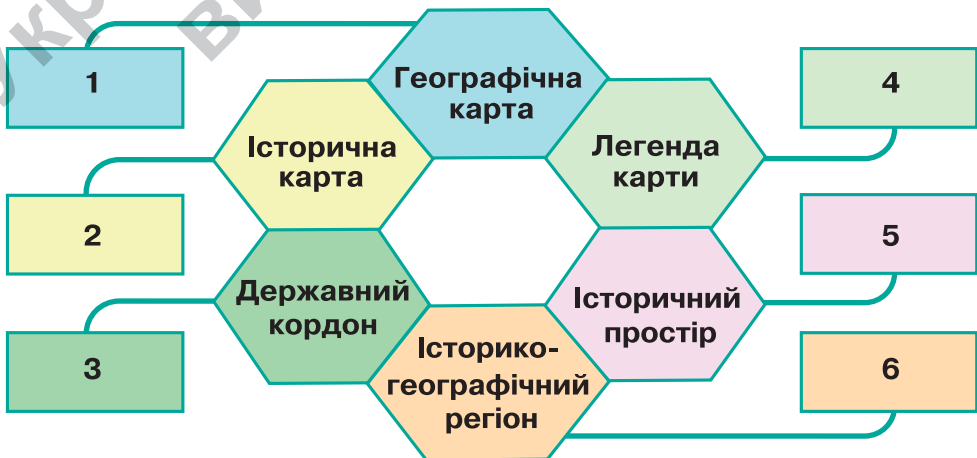 1
Географічна
карта
4
Історична
карта
Легенда
карти
2
5
Державний
кордон
Історичний
простір
3
Історико-
географічний
регіон
6